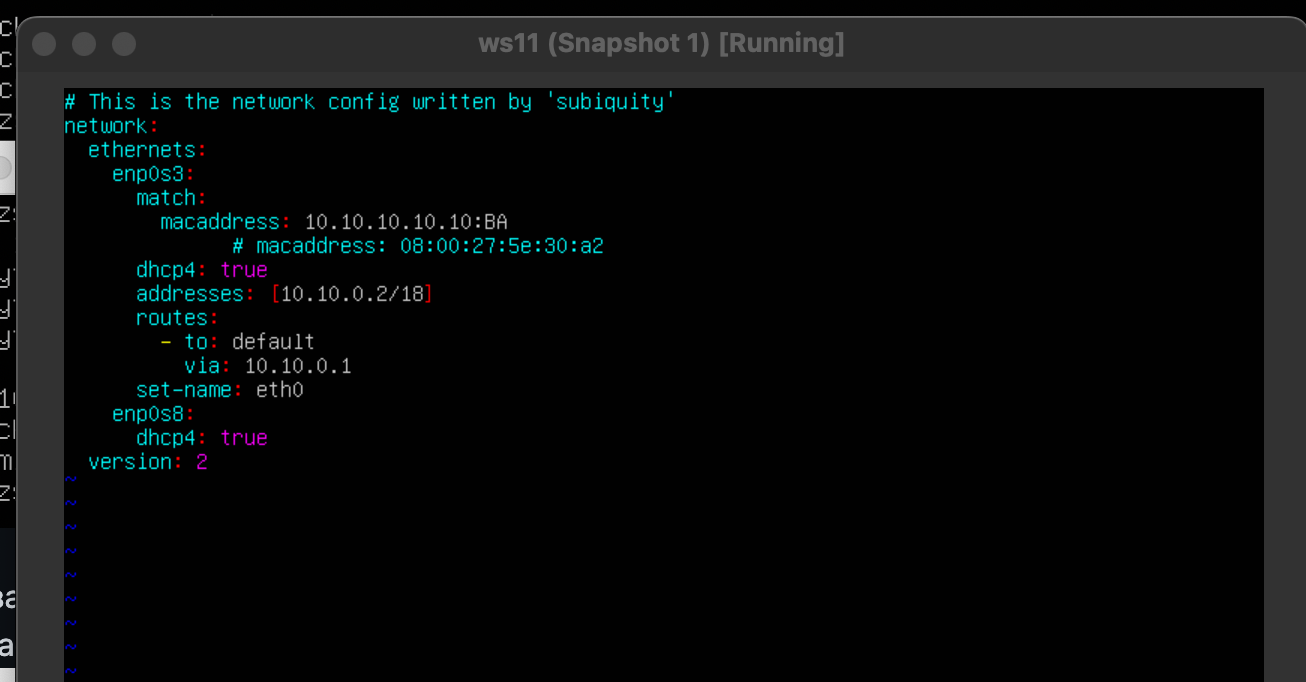 ws11 (Snapshot 1) [Running]
# This is the network config written by 'subiquity'
network:
  ethernets:
    enp0s3:
      match:
        macaddress: 10.10.10.10.10:BA
              # macaddress: 08:00:27:5e:30:a2
      dhcp4: true
      addresses: [10.10.0.2/18]
      routes:
        - to: default
          via: 10.10.0.1
      set-name: eth0
    enp0s8:
      dhcp4: true
  version: 2
~
~
~
~
~
~
~
~
~